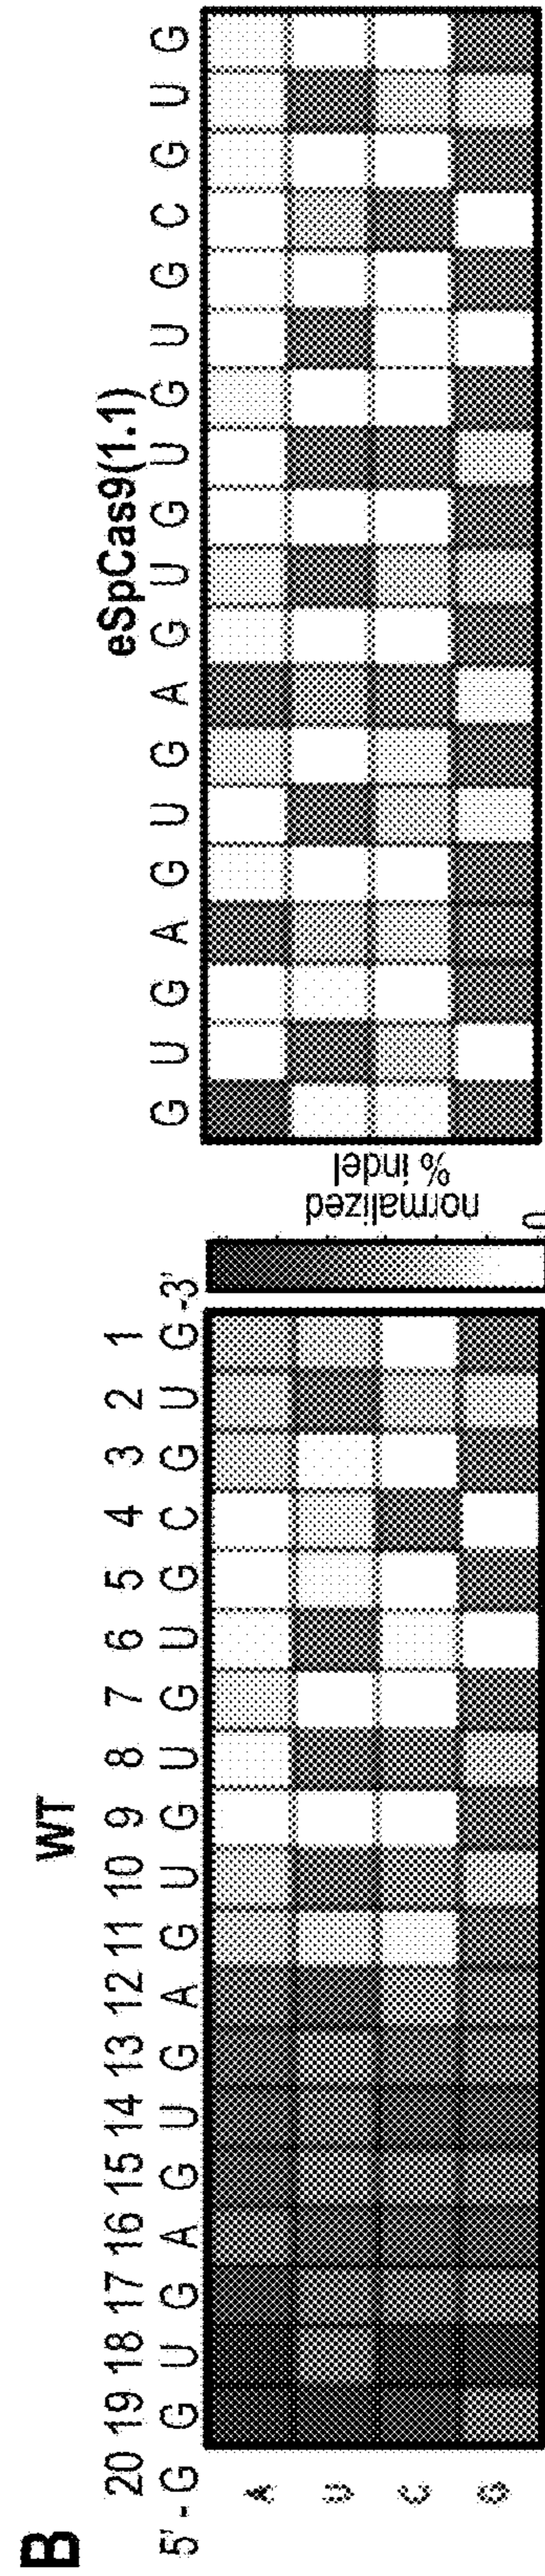 B
WT
20 19 18 17 16 15 14 13 12 11 10 9 8 7 6 5 4 3 2 1
5'-G G U G A G U G A G U G U G U G C G U G-3'
A
U
C
G
normalized
% indel
0
eSpCas9(1.1)
G U G A G U G A G U G U G U G C G U G